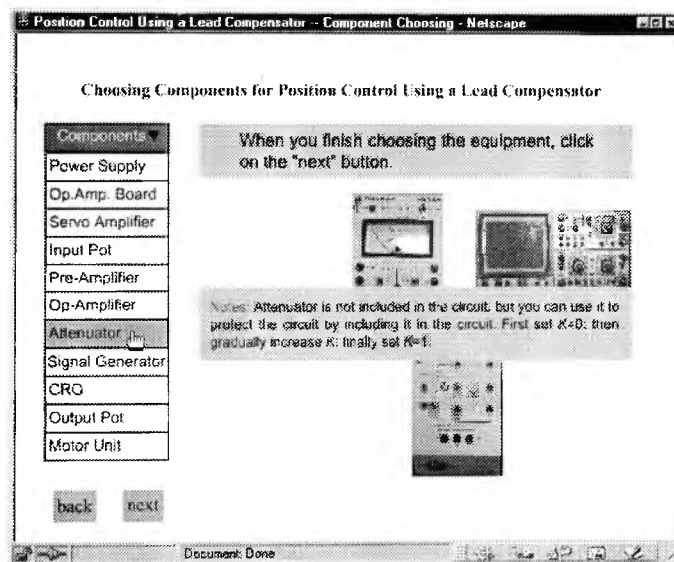 Position Control Using a Lead Compensator -- Component Choosing - Netscape
Choosing Components for Position Control Using a Lead Compensator
Components
When you finish choosing the equipment, click
on the "next" button.
Power Supply
Op.Amp. Board
Servo Amplifier
Input Pot
Pre-Amplifier
Op-Amplifier
Attenuator
Signal Generator
CRO
Output Pot
Motor Unit
Notes: Attenuator is not included in the circuit, but you can use it to
protect the circuit by including it in the circuit. First set K=0; then
gradually increase K; finally set K=1.
back
next
Document: Done